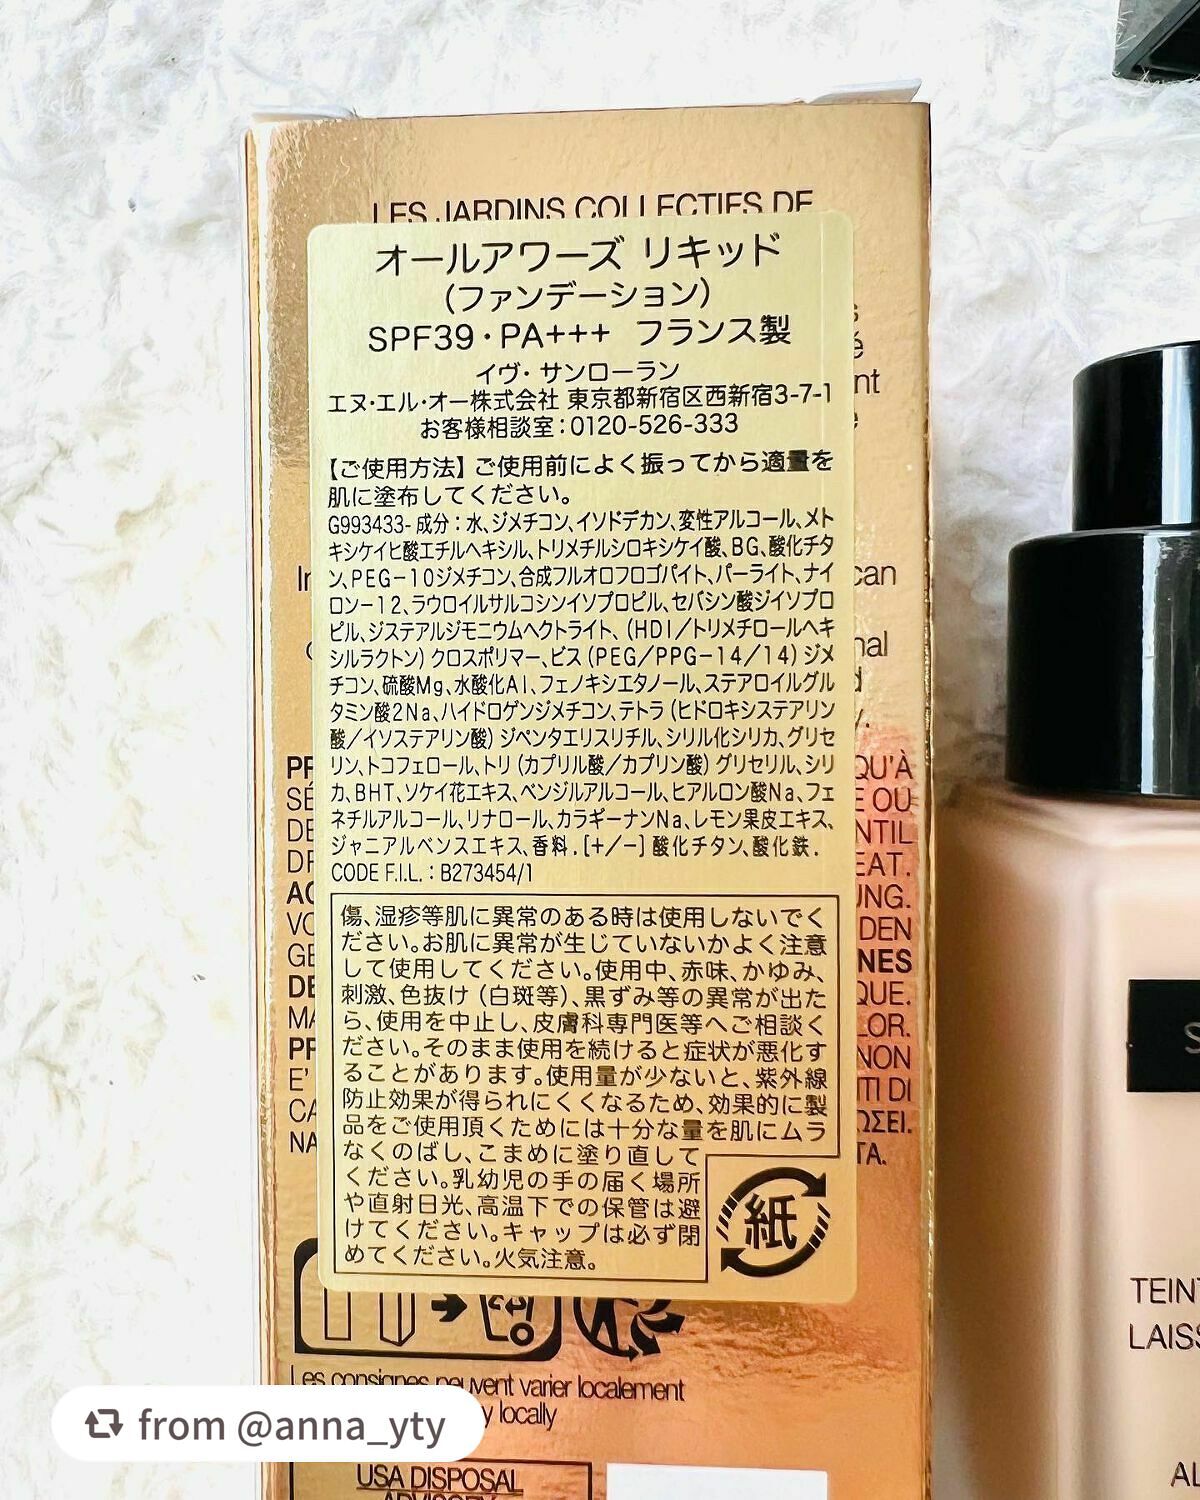 LES JARDINS COLLECTIFS DE
オールアワーズ リキッド
(ファンデーション)
SPF39・PA+++ フランス製
イヴ・サンローラン
エヌ・エル・オー株式会社 東京都新宿区西新宿3-7-1
お客様相談室:0120-526-333
【ご使用方法】ご使用前によく振ってから適量を
肌に塗布してください。
G993433- 成分:水、ジメチコン、イソドデカン、変性アルコール、メト
キシケイヒ酸エチルヘキシル、トリメチルシロキシケイ酸、BG、酸化チタ
ン、PEG-10ジメチコン、合成フルオロフロゴパイト、パーライト、ナイ
ロン-12、ラウロイルサルコシンイソプロピル、セバシン酸ジイソプロ
ピル、ジステアルジモニウムヘクトライト、(HDI/トリメチロールヘキ
シルラクトン)クロスポリマー、ビス(PEG/PPG-14/14)ジメ
チコン、硫酸Mg、水酸化Al、フェノキシエタノール、ステアロイルグル
タミン酸2Na、ハイドロゲンジメチコン、テトラ(ヒドロキシステアリン
酸/イソステアリン酸)ジペンタエリスリチル、シリル化シリカ、グリセ
リン、トコフェロール、トリ(カプリル酸/カプリン酸)グリセリル、シリ
カ、BHT、ソケイ花エキス、ベンジルアルコール、ヒアルロン酸Na、フェ
ネチルアルコール、リナロール、カラギーナンNa、レモン果皮エキス、
ジャニアルベンスエキス、香料.[+/-]酸化チタン、酸化鉄.
CODE F.I.L. : B273454/1
傷、湿疹等肌に異常のある時は使用しないでく
ださい。お肌に異常が生じていないかよく注意
して使用してください。使用中、赤味、かゆみ、
刺激、色抜け(白斑等)、黒ずみ等の異常が出た
ら、使用を中止し、皮膚科専門医等へご相談く
ださい。そのまま使用を続けると症状が悪化す
ることがあります。使用量が少ないと、紫外線
防止効果が得られにくくなるため、効果的に製
品をご使用頂くためには十分な量を肌にムラ
なくのばし、こまめに塗り直して
ください。乳幼児の手の届く場所
や直射日光、高温下での保管は避
けてください。キャップは必ず閉
めてください。火気注意。
紙
Les consignes peuvent varier localement
y locally
USA DISPOSAL
ADVISORY
from @anna_yty